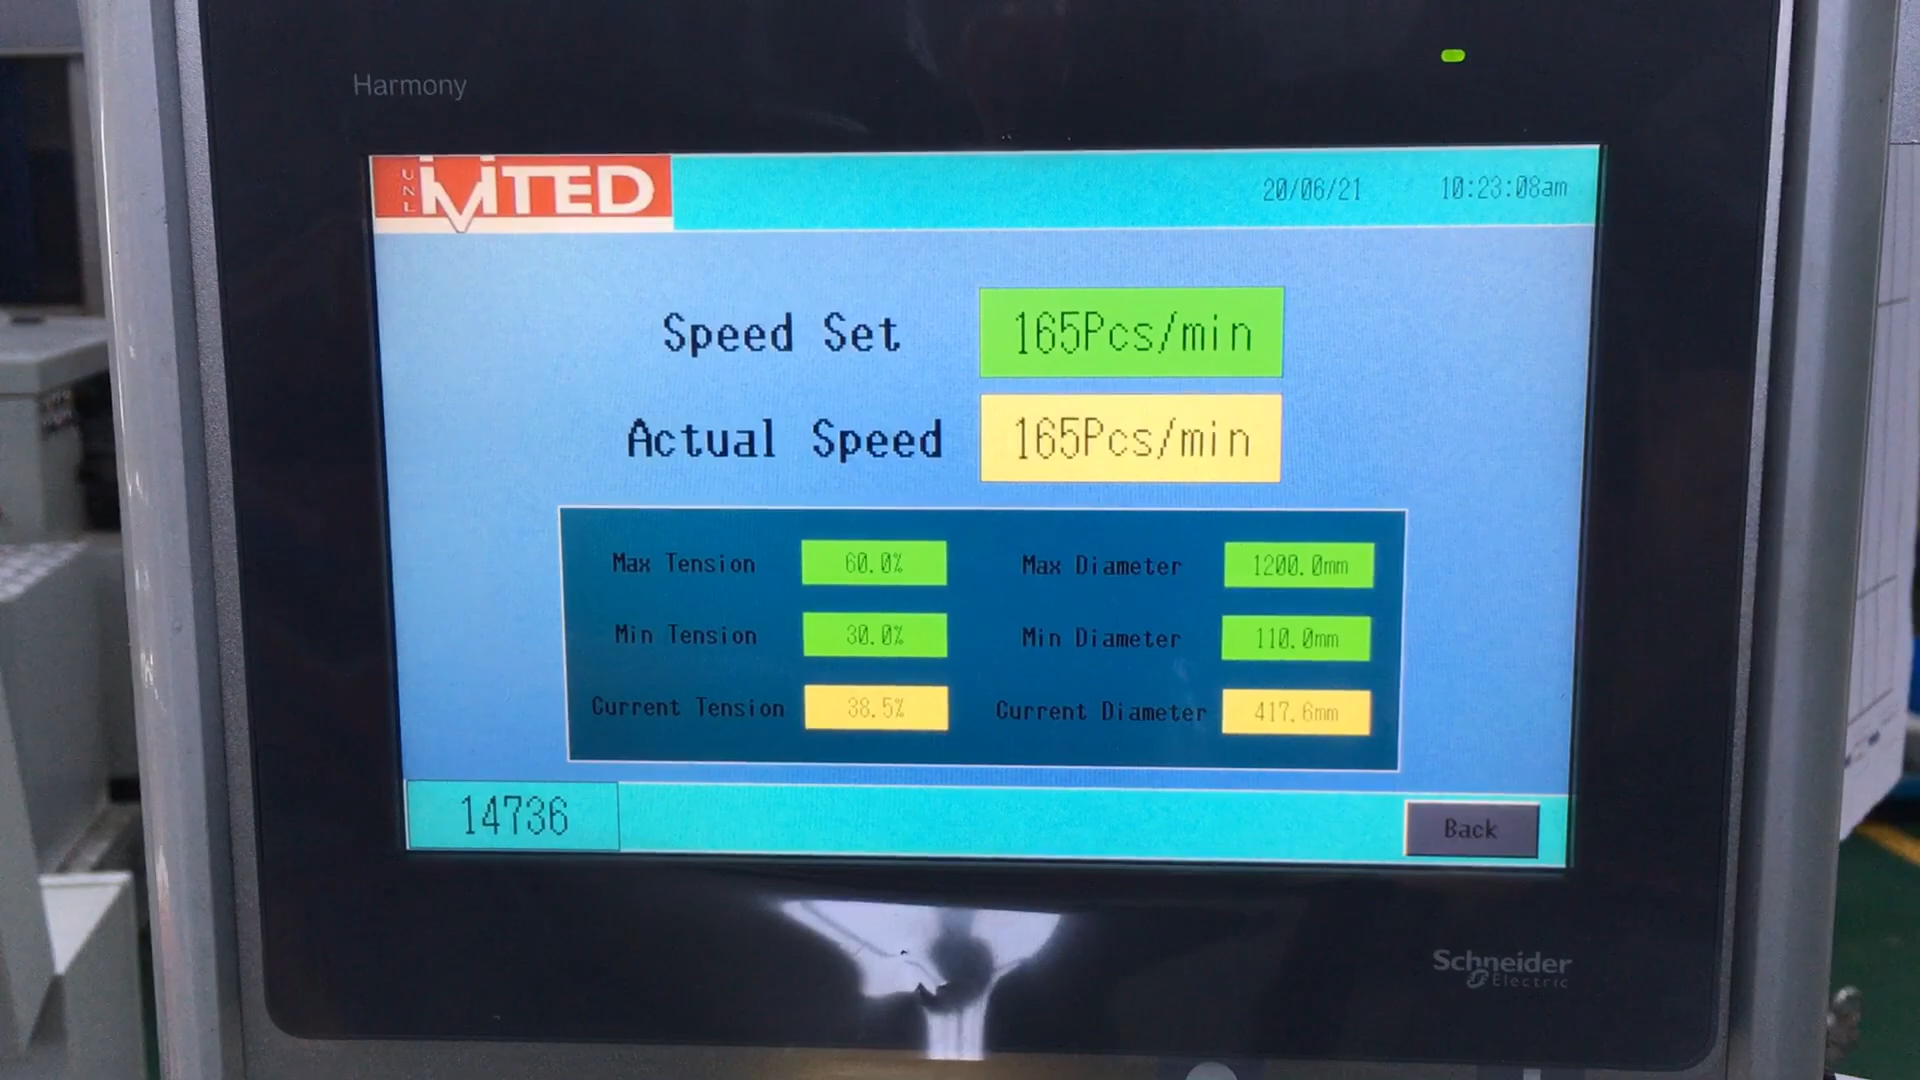 Harmony
UNLiMiTED
20/06/21 10:23:08am
Speed Set 165Pcs/min
Actual Speed 165Pcs/min
Max Tension 60.0% Max Diameter 1200.0mm
Min Tension 30.0% Min Diameter 110.0mm
Current Tension 38.5% Current Diameter 417.6mm
14736 Back
Schneider
Electric